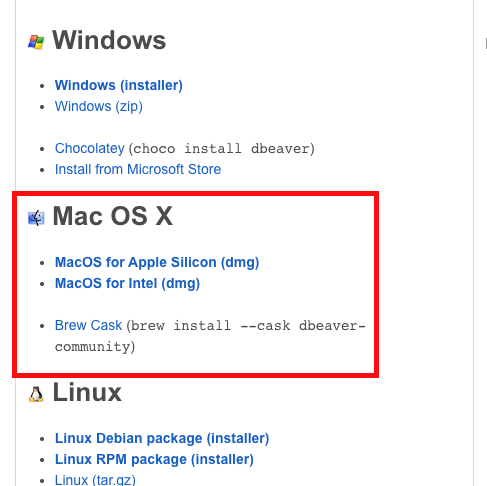 Windows
Windows (installer)
Windows (zip)
Chocolatey (choco install dbeaver)
Install from Microsoft Store
Mac OS X
MacOS for Apple Silicon (dmg)
MacOS for Intel (dmg)
Brew Cask (brew install --cask dbeaver-
community)
Linux
Linux Debian package (installer)
Linux RPM package (installer)
Linux (tar.gz)